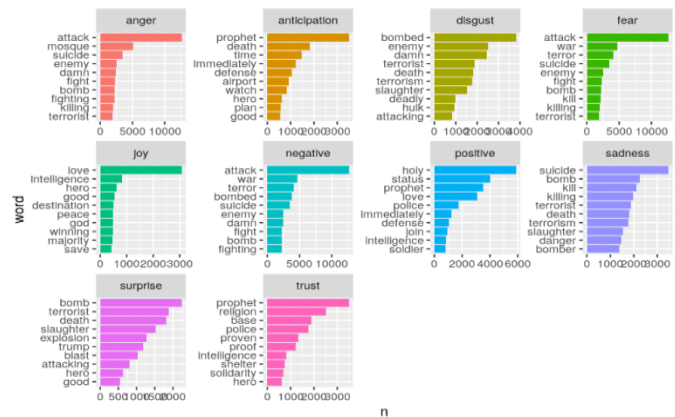 anger
anticipation
disgust
fear
attack
mosque
suicide
enemy
damn
fight
bomb
fighting
killing
terrorist
0 5000 10000
prophet
death
time
immediately
defense
airport
watch
hero
plan
good
0 1000 2000 3000
bombed
enemy
damn
terrorist
death
terrorism
slaughter
deadly
hulk
attacking
0 1000 2000 3000 4000
attack
war
terror
suicide
enemy
fight
bomb
kill
killing
terrorist
0 5000 10000
joy
negative
positive
sadness
love
intelligence
hero
good
destination
peace
god
winning
majority
save
0 1000 2000 3000
attack
war
terror
bombed
suicide
enemy
damn
fight
bomb
fighting
0 5000 10000
holy
status
prophet
love
police
immediately
defense
join
intelligence
soldier
0 2000 4000 6000
suicide
bomb
kill
killing
terrorist
death
terrorism
slaughter
danger
bomber
0 1000 2000 3000
surprise
trust
bomb
terrorist
death
slaughter
explosion
trump
blast
attacking
hero
good
0 500 1000 1500 2000
prophet
religion
base
police
proven
proof
intelligence
shelter
solidarity
hero
0 1000 2000 3000
word
n